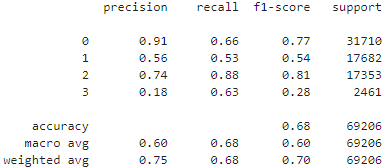 precision recall f1-score support
0 0.91 0.66 0.77 31710
1 0.56 0.53 0.54 17682
2 0.74 0.88 0.81 17353
3 0.18 0.63 0.28 2461
accuracy 0.68 69206
macro avg 0.60 0.68 0.60 69206
weighted avg 0.75 0.68 0.70 69206